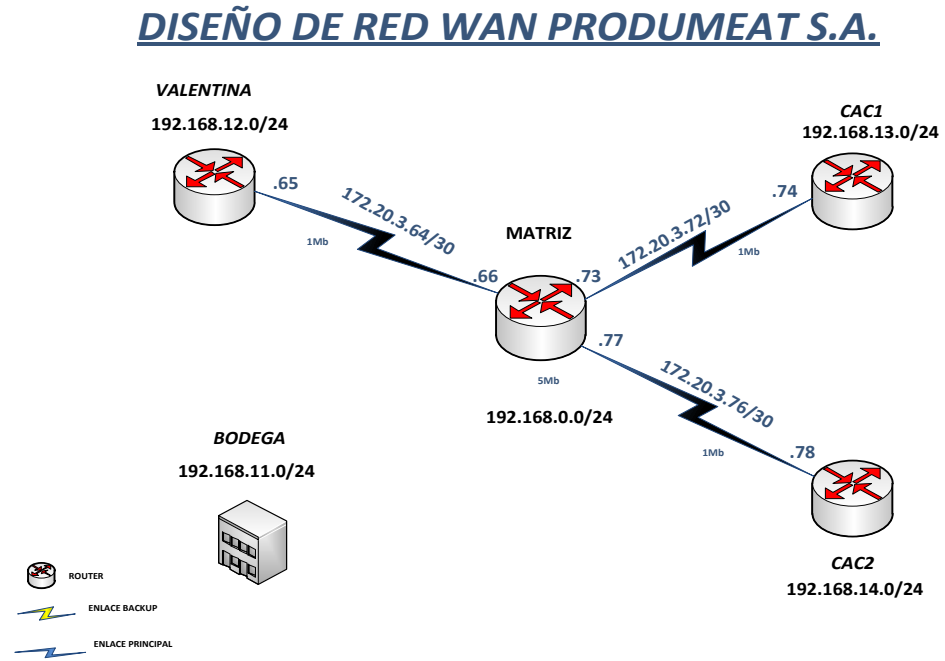 DISEÑO DE RED WAN PRODUMEAT S.A.
VALENTINA
192.168.12.0/24
CAC1
192.168.13.0/24
.65
172.20.3.64/30
1Mb
.66
MATRIZ
.73
172.20.3.72/30
1Mb
.74
.77
5Mb
192.168.0.0/24
172.20.3.76/30
1Mb
.78
BODEGA
192.168.11.0/24
CAC2
192.168.14.0/24
ROUTER
ENLACE BACKUP
ENLACE PRINCIPAL